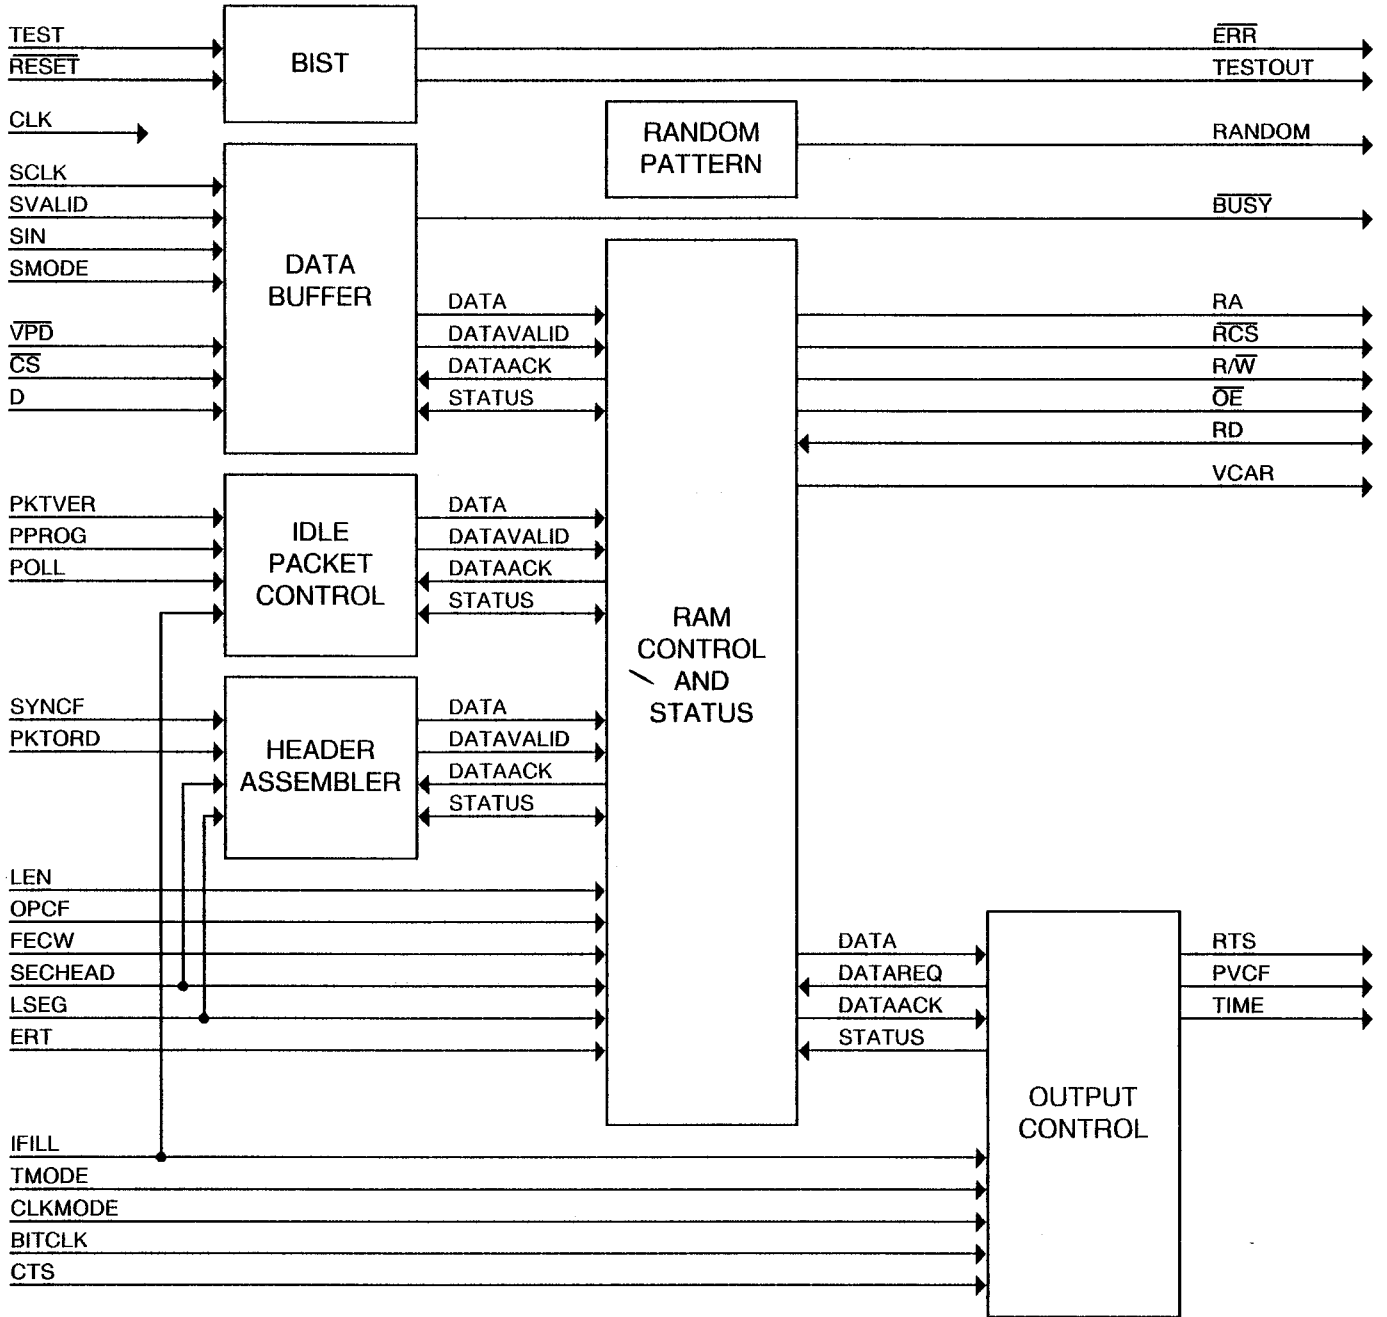 TEST
RESET
BIST
ERR
TESTOUT
CLK
RANDOM
PATTERN
RANDOM
SCLK
SVALID
SIN
SMODE
VPD
CS
D
DATA
BUFFER
BUSY
DATA
DATAVALID
DATAACK
STATUS
RA
RCS
R/W
OE
RD
VCAR
PKTVER
PPROG
POLL
IDLE
PACKET
CONTROL
DATA
DATAVALID
DATAACK
STATUS
RAM
CONTROL
AND
STATUS
SYNCF
PKTORD
HEADER
ASSEMBLER
DATA
DATAVALID
DATAACK
STATUS
LEN
OPCF
FECW
SECHEAD
LSEG
ERT
DATA
DATAREQ
DATAACK
STATUS
RTS
PVCF
TIME
OUTPUT
CONTROL
IFILL
TMODE
CLKMODE
BITCLK
CTS